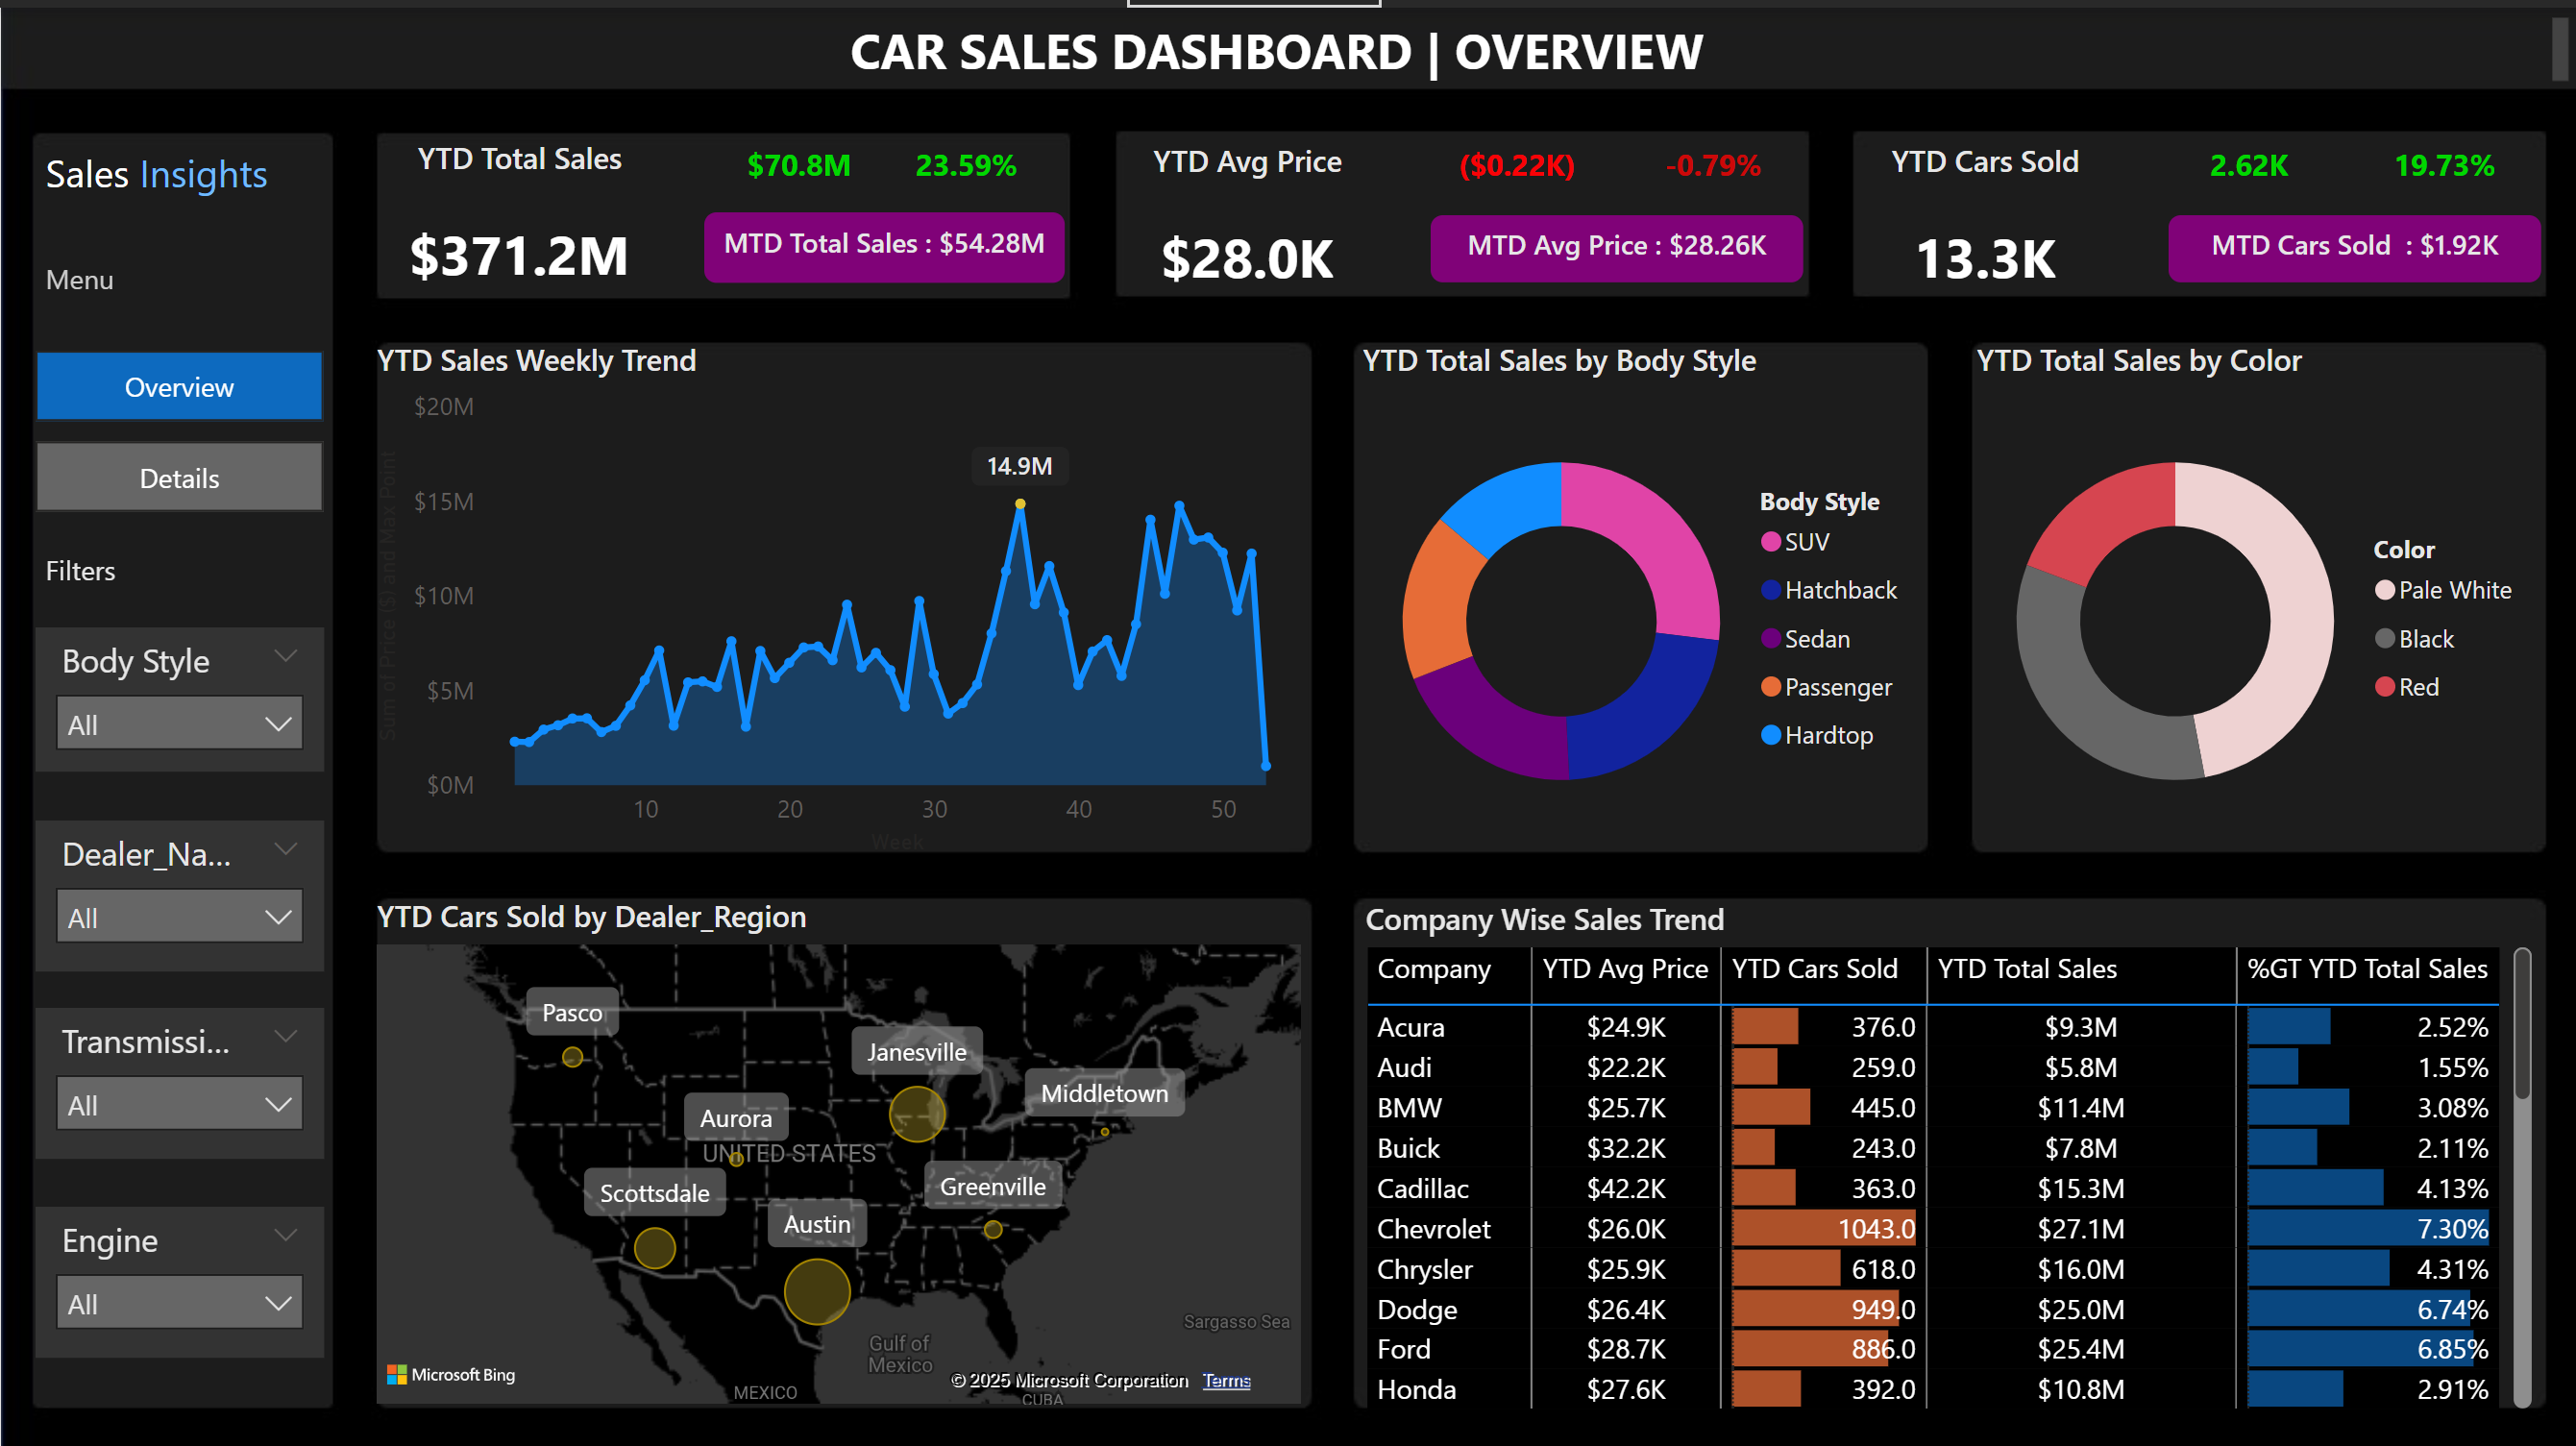 CAR SALES DASHBOARD | OVERVIEW
Sales Insights
Menu
Overview
Details
Filters
Body Style
All
Dealer_Na...
All
Transmissi...
All
Engine
All
YTD Total Sales
$70.8M
23.59%
$371.2M
MTD Total Sales : $54.28M
YTD Avg Price
($0.22K)
-0.79%
$28.0K
MTD Avg Price : $28.26K
YTD Cars Sold
2.62K
19.73%
13.3K
MTD Cars Sold : $1.92K
YTD Sales Weekly Trend
Sum of Price ($) and Max Point
$20M
$15M
$10M
$5M
$0M
14.9M
10 20 30 40 50
Week
YTD Total Sales by Body Style
Body Style
SUV
Hatchback
Sedan
Passenger
Hardtop
YTD Total Sales by Color
Color
Pale White
Black
Red
YTD Cars Sold by Dealer_Region
Pasco
Janesville
Middletown
Aurora
UNITED STATES
Scottsdale
Greenville
Austin
Sargasso Sea
Gulf of
Mexico
Microsoft Bing
© 2025 Microsoft Corporation Terms
MEXICO
CUBA
Company Wise Sales Trend
Company YTD Avg Price YTD Cars Sold YTD Total Sales %GT YTD Total Sales
Acura $24.9K 376.0 $9.3M 2.52%
Audi $22.2K 259.0 $5.8M 1.55%
BMW $25.7K 445.0 $11.4M 3.08%
Buick $32.2K 243.0 $7.8M 2.11%
Cadillac $42.2K 363.0 $15.3M 4.13%
Chevrolet $26.0K 1043.0 $27.1M 7.30%
Chrysler $25.9K 618.0 $16.0M 4.31%
Dodge $26.4K 949.0 $25.0M 6.74%
Ford $28.7K 886.0 $25.4M 6.85%
Honda $27.6K 392.0 $10.8M 2.91%